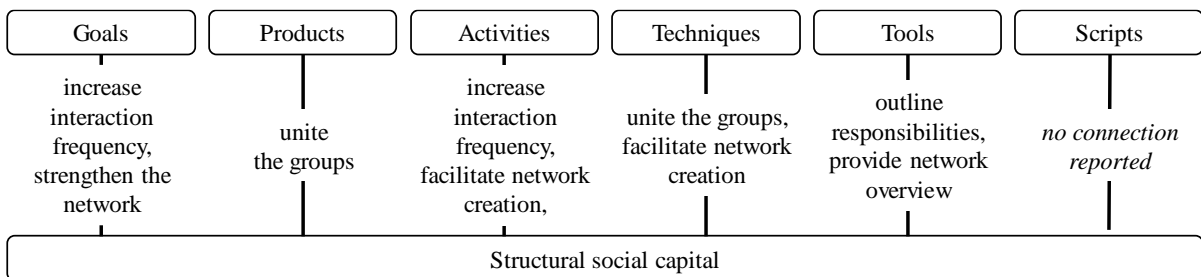 Goals
Products
Activities
Techniques
Tools
Scripts
increase
interaction
frequency,
strengthen the
network
unite
the groups
increase
interaction
frequency,
facilitate network
creation,
unite the groups,
facilitate network
creation
outline
responsibilities,
provide network
overview
no connection
reported
Structural social capital